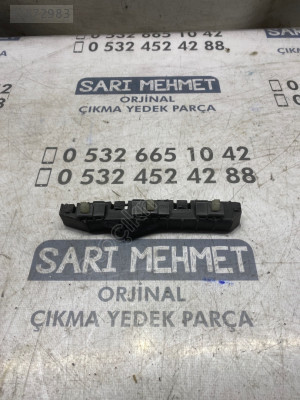 0 532 665 10 42
0 532 452 42 88
SARI MEHMET
ORJİNAL
ÇIKMA YEDEK PARÇA
0 532 665 10 42
0 532 452 42 88
SARI MEHMET
ORJİNAL
ÇIKMA YEDEK PARÇA